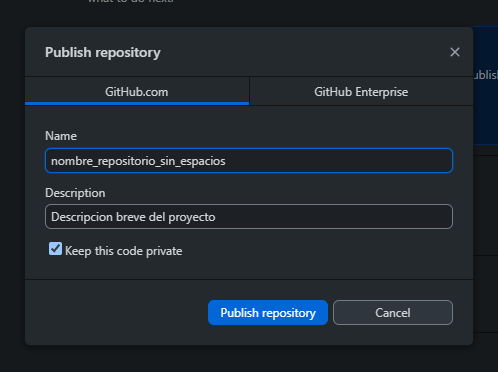 what to do next.
Publish repository
ublish
GitHub.com
GitHub Enterprise
Name
nombre_repositorio_sin_espacios
Description
Descripcion breve del proyecto
Keep this code private
Publish repository
Cancel